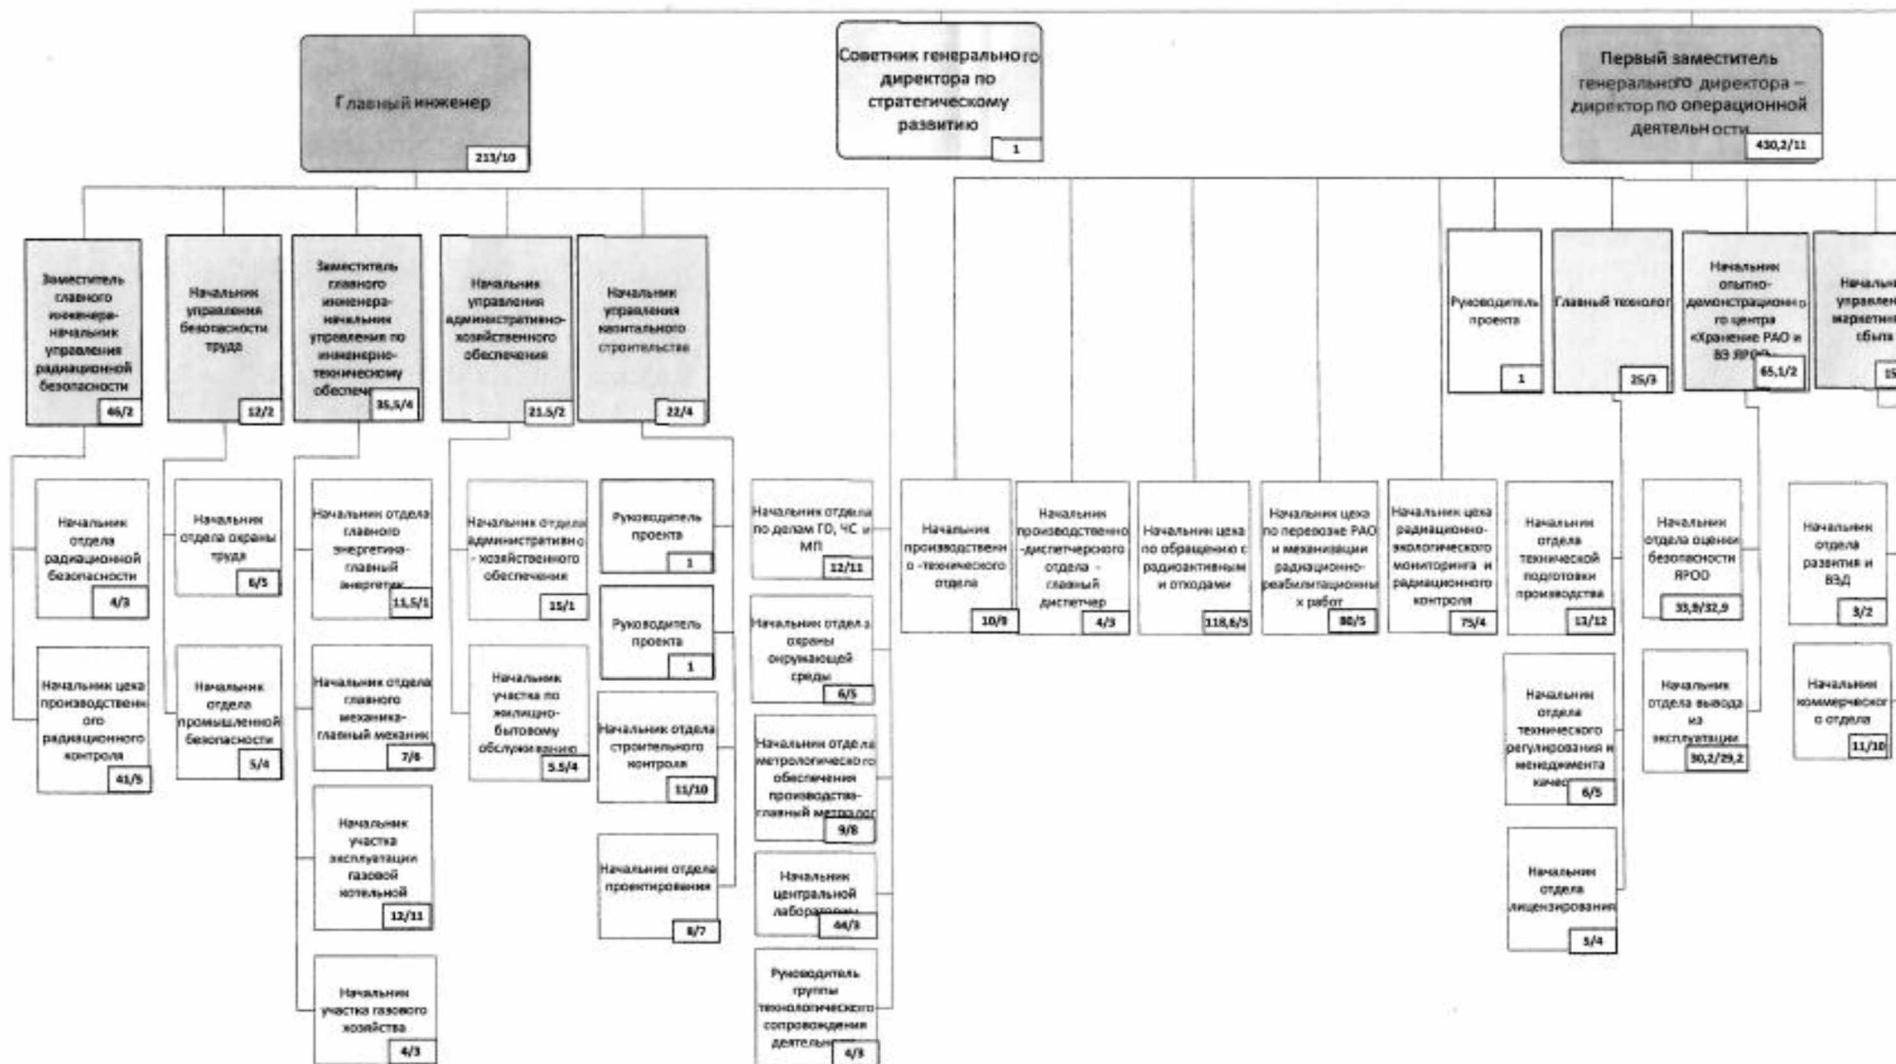 Главный инженер
213/10
Советник генерального
директора по
стратегическому
развитию
1
Первый заместитель
генерального директора –
директор по операционной
деятельности
430,2/11
Заместитель
главного
инженера-
начальник
управления
радиационной
безопасности
46/2
Начальник
управления
безопасности
труда
12/2
Заместитель
главного
инженера-
начальник
управления по
инженерно-
техническому
35,5/4
Начальник
управления
административно-
хозяйственного
обеспечения
21.5/2
Начальник
управления
капитального
строительства
22/4
Руководитель
проекта
1
Главный технолог
25/3
Начальник
опытно-
демонстрационно
го центра
«Хранение РАО и
ВЭ ЯРОО»
65,1/2
Начальник
отдела
радиационной
безопасности
4/3
Начальник
отдела охраны
труда
6/5
Начальник отдела
главного
энергетика-
главный
энергетик
11,5/1
Начальник отдела
административно
- хозяйственного
обеспечения
15/1
Руководитель
проекта
1
Начальник отдела
по делам ГО, ЧС и
МП
12/11
Начальник
производственн
о -технического
отдела
10/9
Начальник
производственно
-диспетчерского
отдела -
главный
диспетчер
4/3
Начальник цеха
по обращению с
радиоактивным
и отходами
118,6/5
Начальник цеха
по перевозке РАО
и механизации
радиационно-
реабилитационны
х работ
80/5
Начальник цеха
радиационно-
экологического
мониторинга и
радиационного
контроля
75/4
Начальник
отдела
технической
подготовки
производства
13/12
Начальник
отдела оценки
безопасности
ЯРОО
33,9/32,9
Начальник
отдела
развития и
ВЭД
3/2
Руководитель
проекта
1
Начальник отдела
охраны
окружающей
среды
6/5
Начальник цеха
производственн
ого
радиационного
контроля
41/5
Начальник
отдела
промышленной
безопасности
5/4
Начальник отдела
главного
механика-
главный механик
7/6
Начальник
участка по
жилищно-
бытовому
обслуживанию
5.5/4
Начальник отдела
строительного
контроля
11/10
Начальник отдела
метрологического
обеспечения
производства-
главный метролог
9/8
Начальник
отдела
технического
регулирования и
менеджмента
6/5
Начальник
отдела вывода
из
эксплуатации
30,2/29,2
Начальник
коммерческог
о отдела
11/10
Начальник
участка
эксплуатации
газовой
котельной
12/11
Начальник отдела
проектирования
8/7
Начальник
центральной
лаборатории
44/3
Начальник
отдела
лицензирования
5/4
Начальник
участка газового
хозяйства
4/3
Руководитель
группы
технологического
сопровождения
4/3